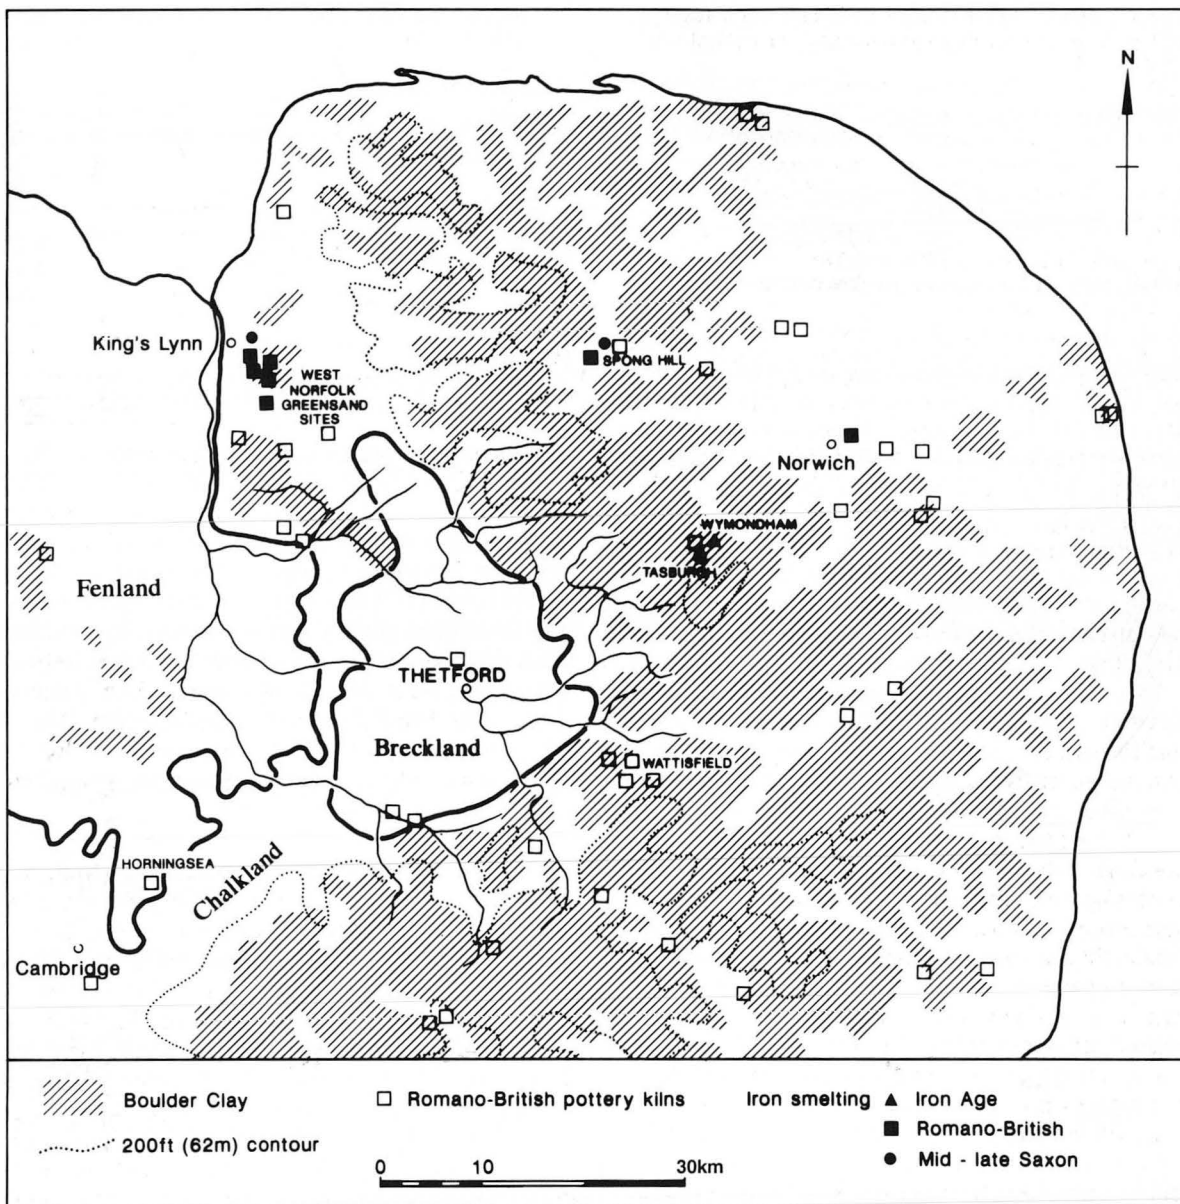 N
King's Lynn
WEST
NORFOLK
GREENSAND
SITES
SPONG HILL
Norwich
WYMONDHAM
TASBURGH
Fenland
THETFORD
Breckland
WATTISFIELD
HORNINGSEA
Chalkland
Cambridge
Boulder Clay
Romano-British pottery kilns
Iron smelting
Iron Age
200ft (62m) contour
Romano-British
Mid - late Saxon
0 10 30km